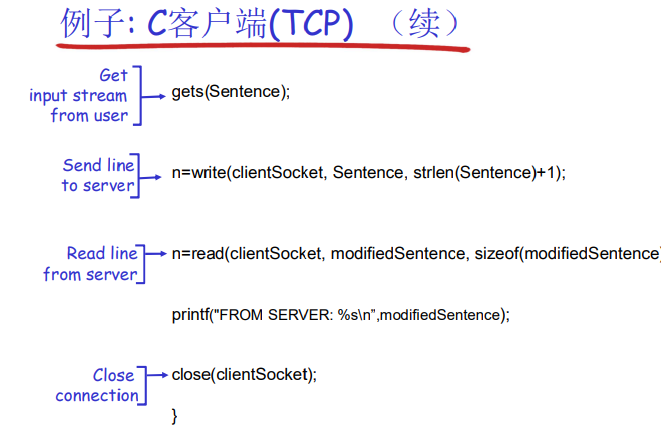 例子: C客户端(TCP) （续）
Get
input stream
from user
gets(Sentence);
Send line
to server
n=write(clientSocket, Sentence, strlen(Sentence)+1);
Read line
from server
n=read(clientSocket, modifiedSentence, sizeof(modifiedSentence)
printf("FROM SERVER: %s\n”,modifiedSentence);
Close
connection
close(clientSocket);
}